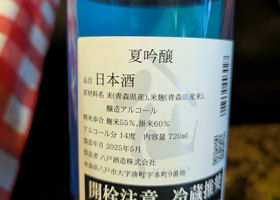 夏吟醸
品目 日本酒
原材料名 米(青森県産)、米麹(青森県産米)、
醸造アルコール
精米歩合 麹米55%、掛米60%
アルコール分 14度 内容量 720ml
製造年月 2025年5月
製造者 八戸酒造株式会社
青森県八戸市大字湊町字本町9番地
開栓注意 冷蔵推奨